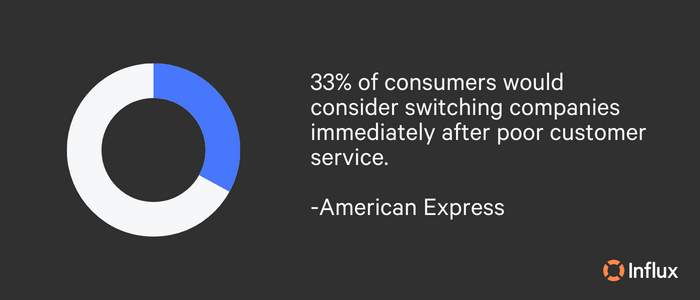 33% of consumers would
consider switching companies
immediately after poor customer
service.
-American Express
Influx